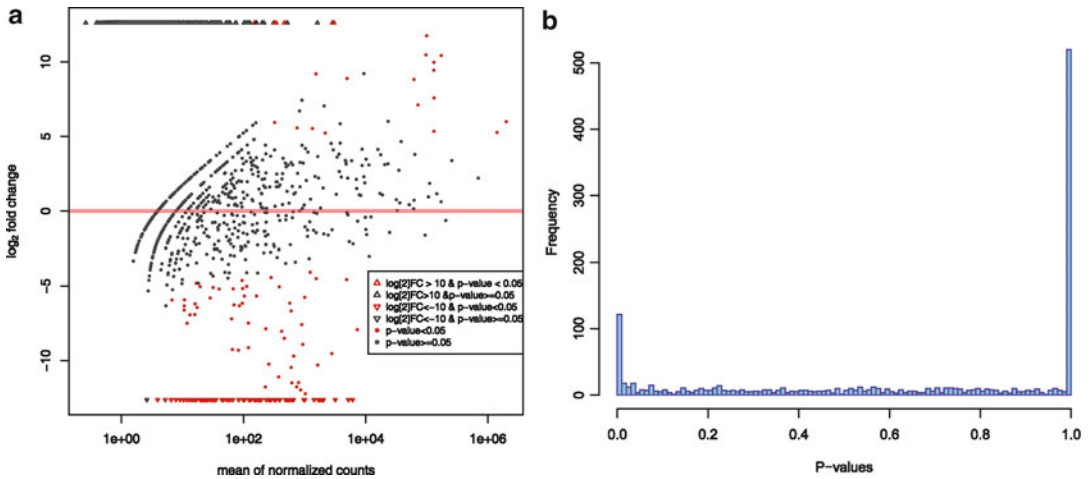 a
10
5
0
−5
−10
log2 fold change
log[2]FC > 10 & p−value < 0.05
log[2]FC>10 &p−value>=0.05
log[2]FC<−10 & p−value<0.05
log[2]FC<−10 & p−value>=0.05
p−value<0.05
p−value>=0.05
1e+00 1e+02 1e+04 1e+06
mean of normalized counts
b
500
400
300
200
100
0
Frequency
0.0 0.2 0.4 0.6 0.8 1.0
P−values